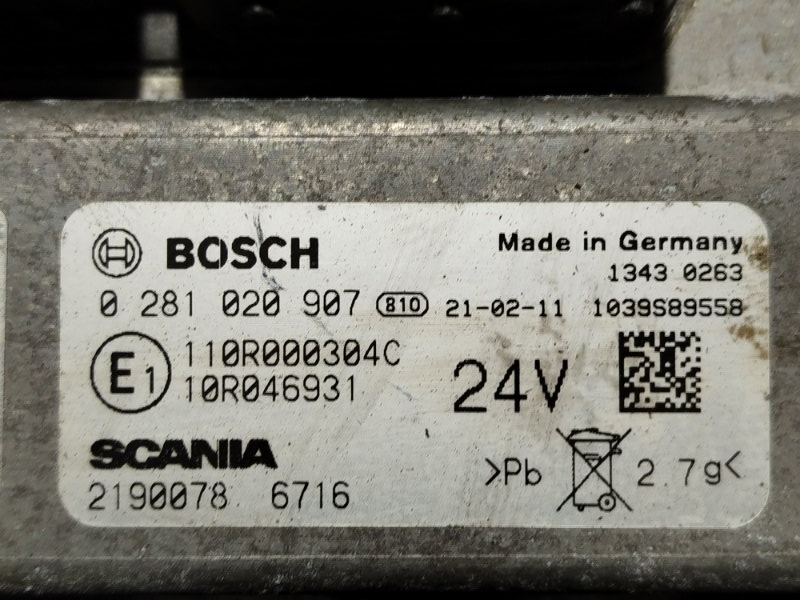 BOSCH
Made in Germany
1343 0263
0 281 020 907 810 21-02-11 1039S89558
E1
110R000304C
10R046931
24V
SCANIA
2190078 6716
>Pb 2.7g<